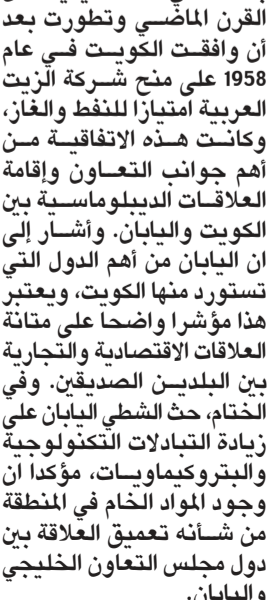 القرن الماضي وتطورت بعد
أن وافقت الكويت في عام
1958 على منح شركة الزيت
العربية امتيازا للنفط والغاز،
وكانت هذه الاتفاقية من
أهم جوانب التعاون وإقامة
العلاقات الديبلوماسية بين
الكويت واليابان. وأشار إلى
ان اليابان من أهم الدول التي
تستورد منها الكويت، ويعتبر
هذا مؤشرا واضحا على متانة
العلاقات الاقتصادية والتجارية
بين البلدين الصديقين. وفي
الختام، حث الشطي اليابان على
زيادة التبادلات التكنولوجية
والبتروكيماويات، مؤكدا ان
وجود المواد الخام في المنطقة
من شأنه تعميق العلاقة بين
دول مجلس التعاون الخليجي
واليابان.